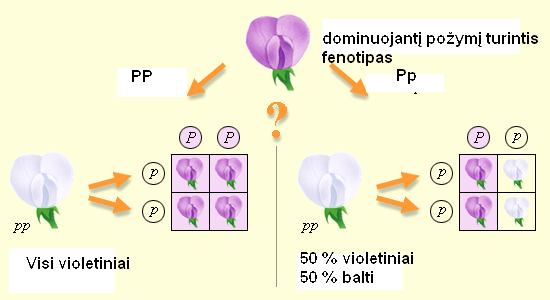 dominuojantį požymį turintis
fenotipas
PP
Pp
?
P P
p
p
pp
Visi violetiniai
P p
p
p
pp
50 % violetiniai
50 % balti